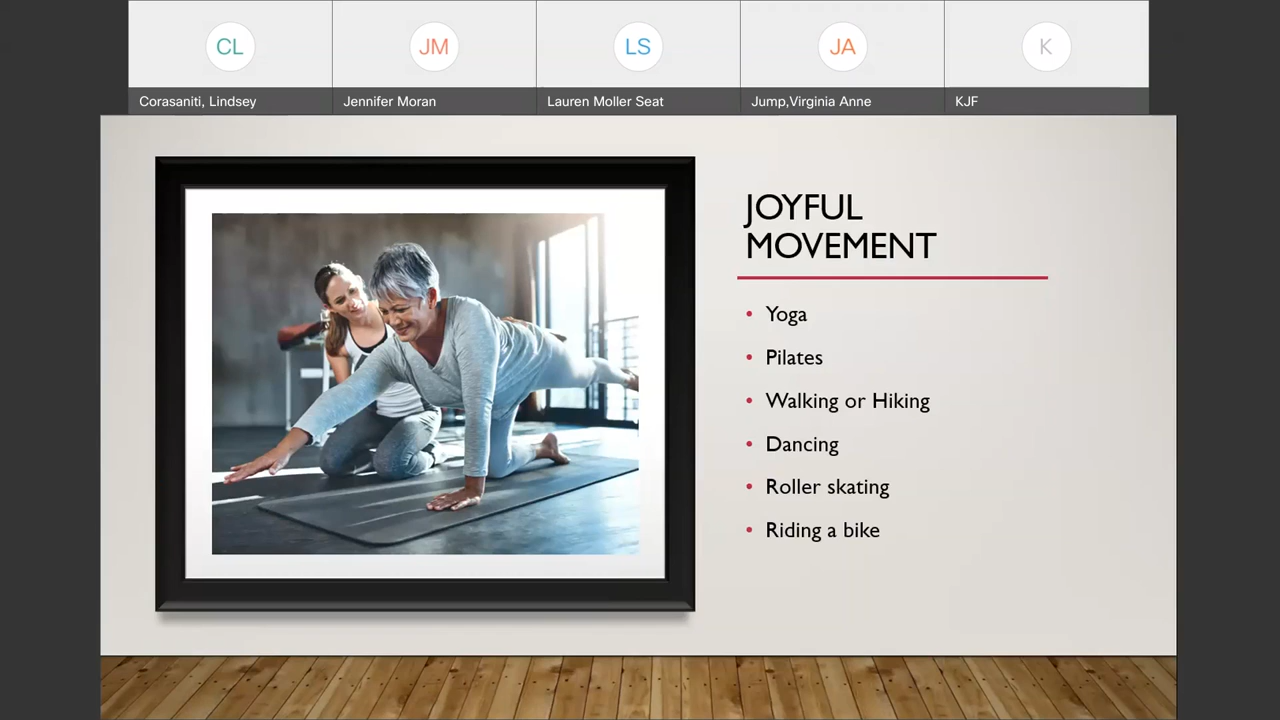 CL
JM
LS
JA
K
Corasaniti, Lindsey
Jennifer Moran
Lauren Moller Seat
Jump,Virginia Anne
KJF
JOYFUL
MOVEMENT
• Yoga
• Pilates
• Walking or Hiking
• Dancing
• Roller skating
• Riding a bike